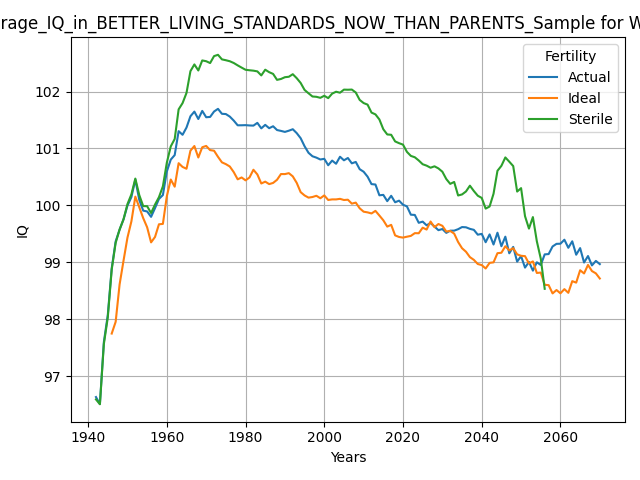 rage_IQ_in_BETTER_LIVING_STANDARDS_NOW_THAN_PARENTS_Sample for W
Fertility
Actual
Ideal
Sterile
102
101
100
99
98
97
IQ
1940
1960
1980
2000
2020
2040
2060
Years